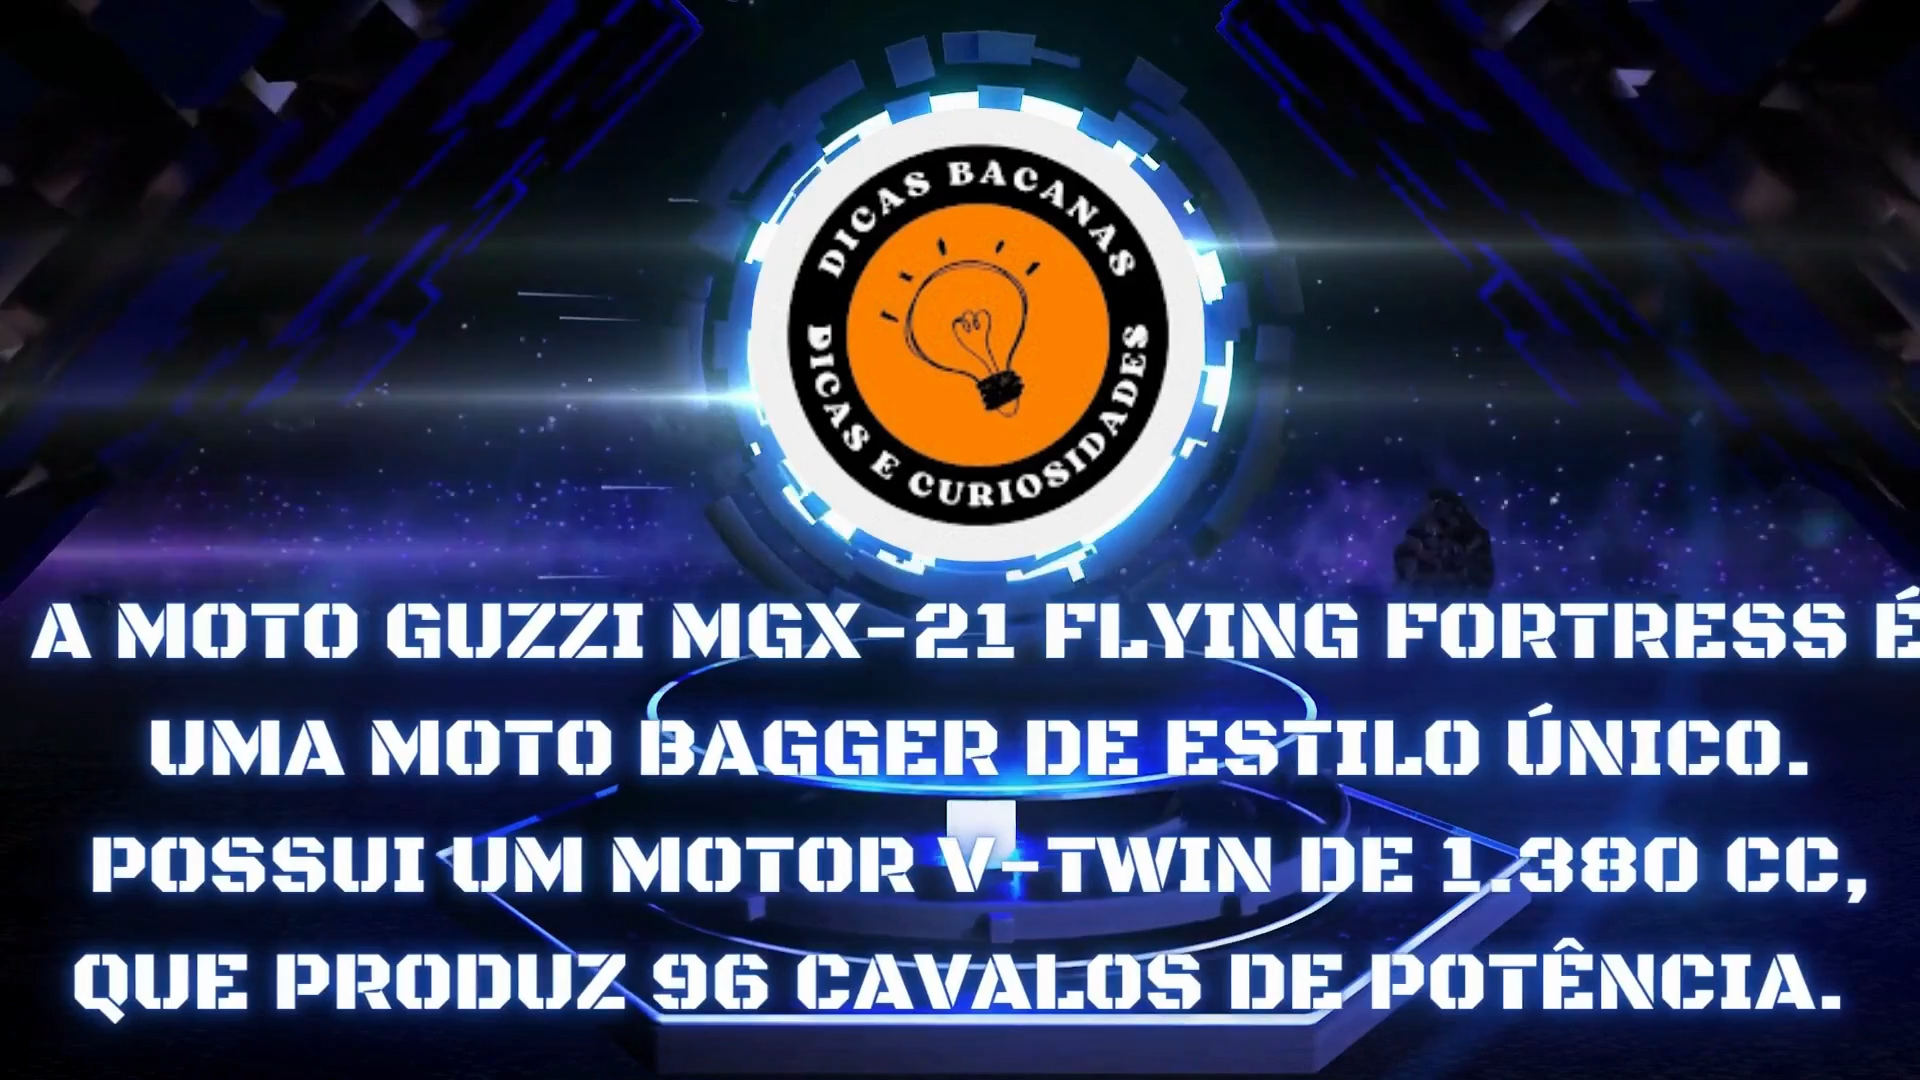 DICAS BACANAS
DICAS E CURIOSIDADES
A MOTO GUZZI MGX-21 FLYING FORTRESS É
UMA MOTO BAGGER DE ESTILO ÚNICO.
POSSUI UM MOTOR V-TWIN DE 1.380 CC,
QUE PRODUZ 96 CAVALOS DE POTÊNCIA.